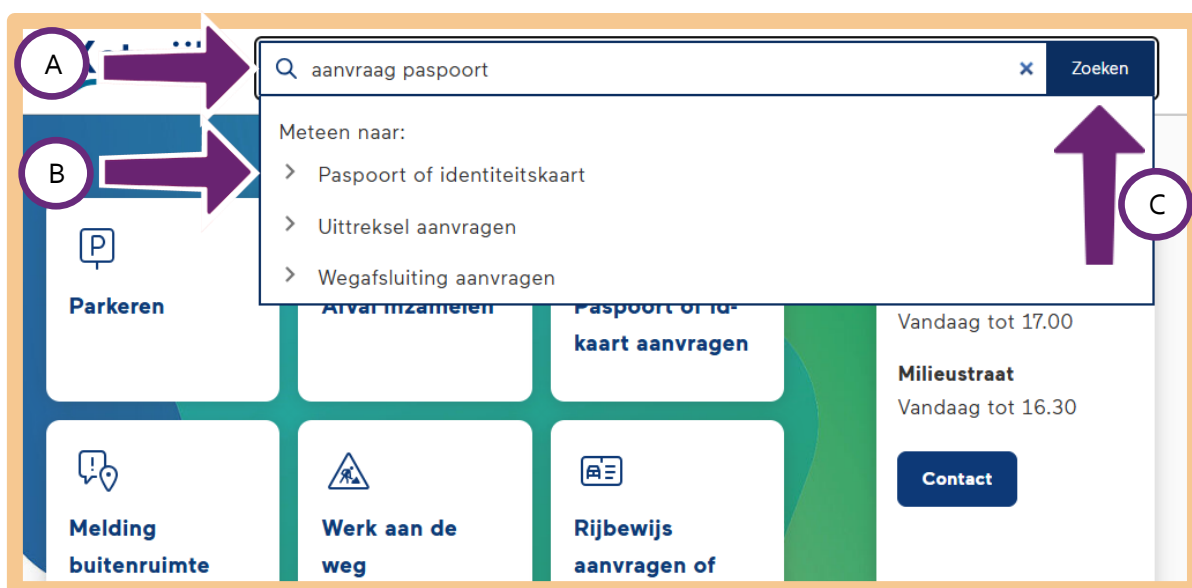 A
aanvraag paspoort
Zoeken
Meteen naar:
B
Paspoort of identiteitskaart
C
Uittreksel aanvragen
Wegafsluiting aanvragen
Parkeren
Afval inzamelen
Paspoort of id-
kaart aanvragen
Vandaag tot 17.00
Milieustraat
Vandaag tot 16.30
Contact
Melding
buitenruimte
Werk aan de
weg
Rijbewijs
aanvragen of